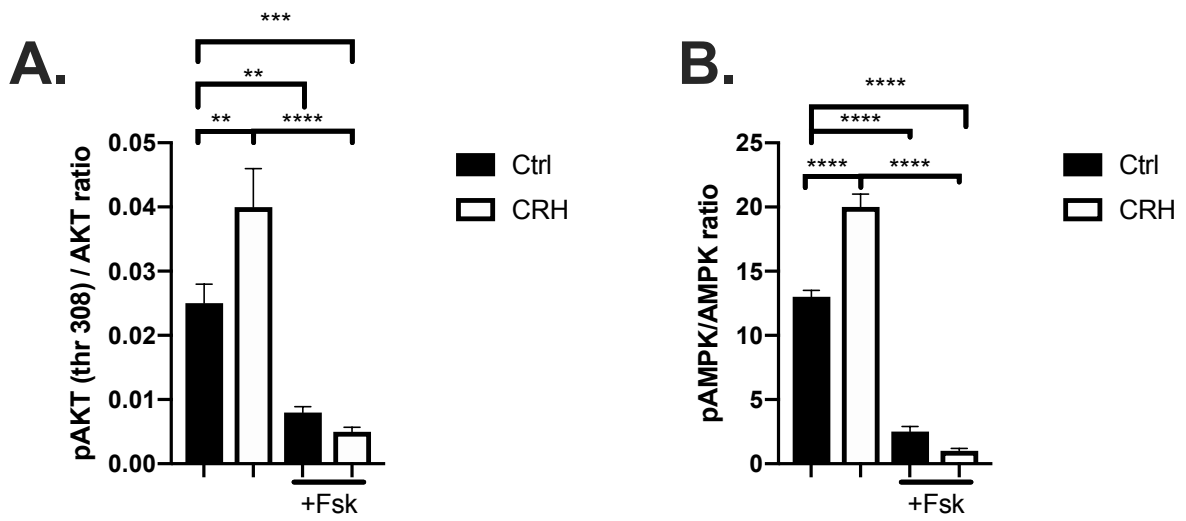 A.
***
**
** ****
pAKT (thr 308) / AKT ratio
0.05
0.04
0.03
0.02
0.01
0.00
+Fsk
Ctrl
CRH
B.
****
****
**** ****
pAMPK/AMPK ratio
25
20
15
10
5
0
+Fsk
Ctrl
CRH